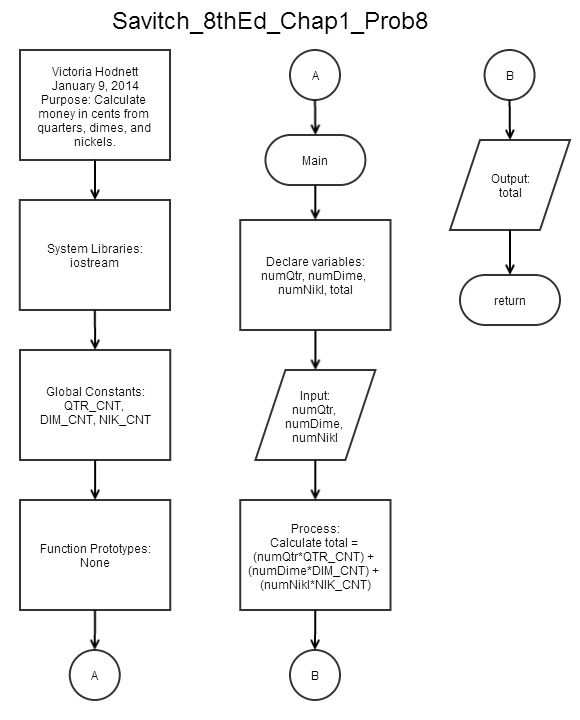 Savitch_8thEd_Chap1_Prob8
Victoria Hodnett
January 9, 2014
Purpose: Calculate
money in cents from
quarters, dimes, and
nickels.
System Libraries:
iostream
Global Constants:
QTR_CNT,
DIM_CNT, NIK_CNT
Function Prototypes:
None
A
A
Main
Declare variables:
numQtr, numDime,
numNikl, total
Input:
numQtr,
numDime,
numNikl
Process:
Calculate total =
(numQtr*QTR_CNT) +
(numDime*DIM_CNT) +
(numNikl*NIK_CNT)
B
B
Output:
total
return